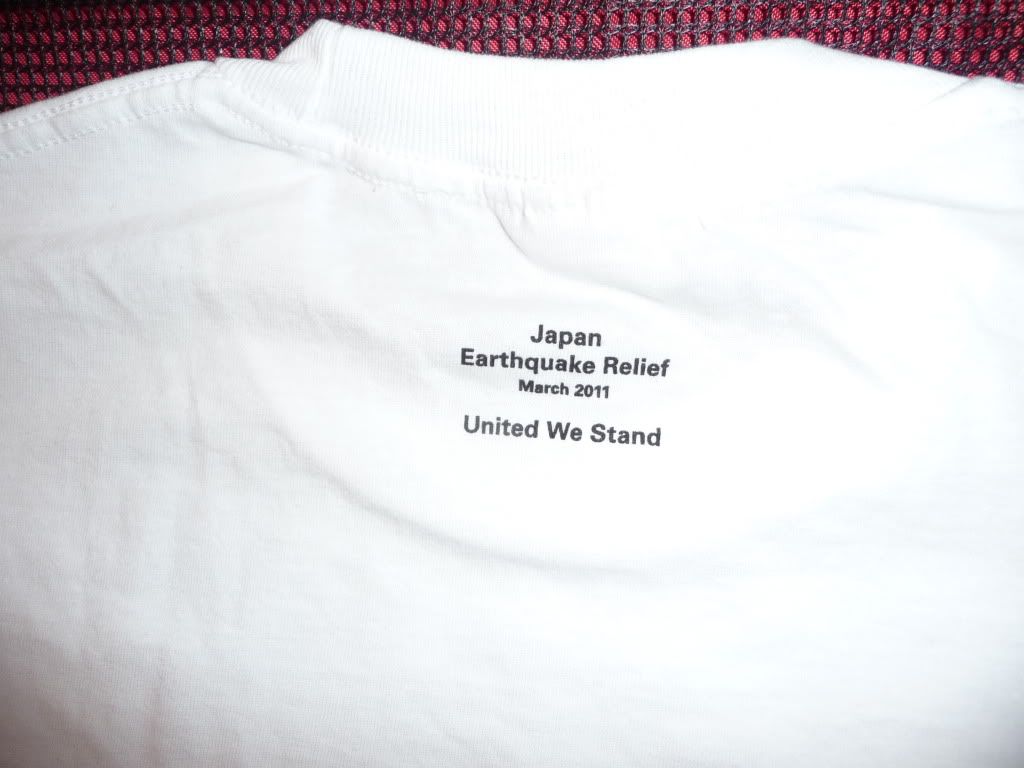 Japan
Earthquake Relief
March 2011
United We Stand